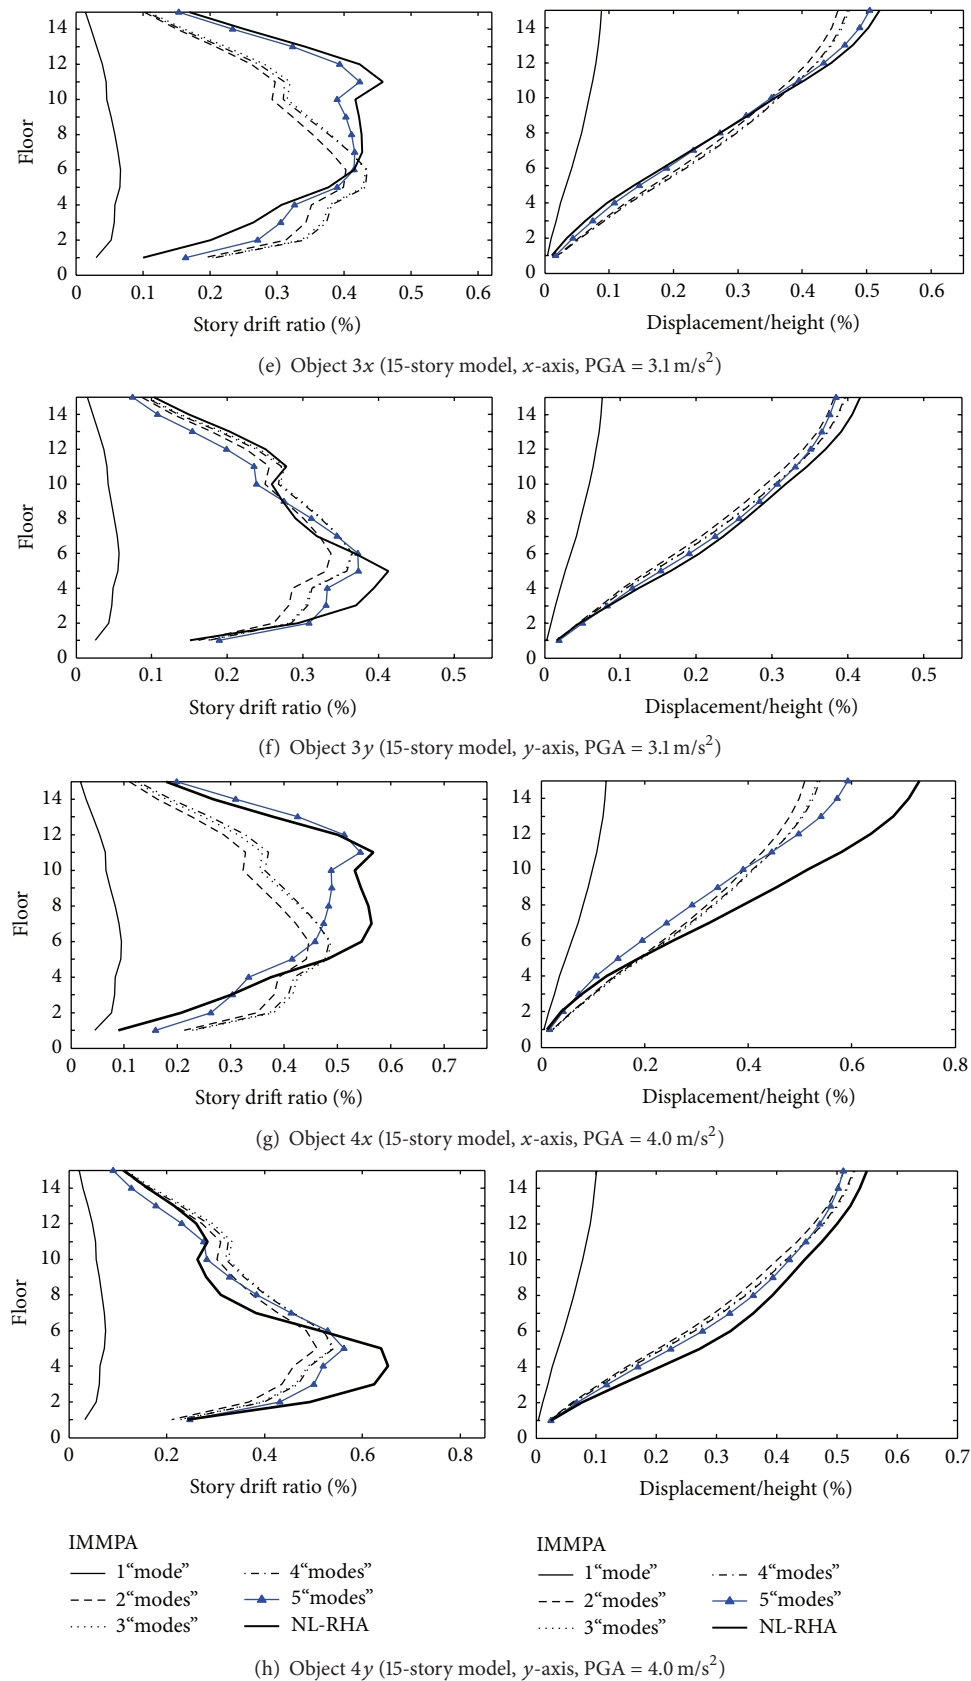 14
12
10
8
6
4
2
0
Floor
0 0.1 0.2 0.3 0.4 0.5 0.6
Story drift ratio (%)
14
12
10
8
6
4
2
0
0 0.1 0.2 0.3 0.4 0.5 0.6
Displacement/height (%)
(e) Object 3x (15-story model, x-axis, PGA = 3.1 m/s²)
14
12
10
8
6
4
2
0
Floor
0 0.1 0.2 0.3 0.4 0.5
Story drift ratio (%)
14
12
10
8
6
4
2
0
0 0.1 0.2 0.3 0.4 0.5
Displacement/height (%)
(f) Object 3y (15-story model, y-axis, PGA = 3.1 m/s²)
14
12
10
8
6
4
2
0
Floor
0 0.1 0.2 0.3 0.4 0.5 0.6 0.7
Story drift ratio (%)
14
12
10
8
6
4
2
0
0 0.2 0.4 0.6 0.8
Displacement/height (%)
(g) Object 4x (15-story model, x-axis, PGA = 4.0 m/s²)
14
12
10
8
6
4
2
0
Floor
0 0.2 0.4 0.6 0.8
Story drift ratio (%)
14
12
10
8
6
4
2
0
0 0.1 0.2 0.3 0.4 0.5 0.6 0.7
Displacement/height (%)
IMMPA
1“mode”
2“modes”
3“modes”
4“modes”
5“modes”
NL-RHA
IMMPA
1“mode”
2“modes”
3“modes”
4“modes”
5“modes”
NL-RHA
(h) Object 4y (15-story model, y-axis, PGA = 4.0 m/s²)